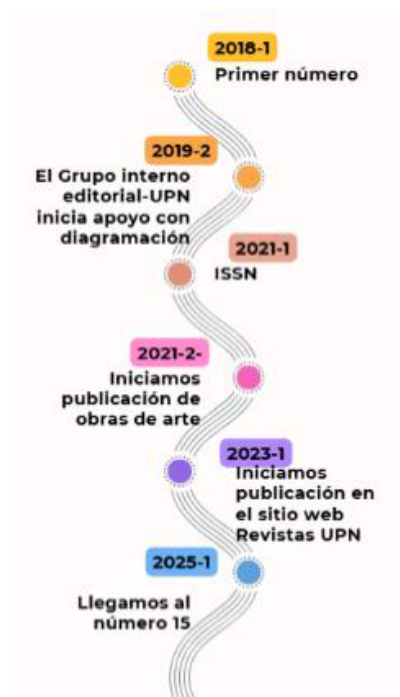 2018-1
Primer número
2019-2
El Grupo interno
editorial-UPN
inicia apoyo con
diagramación
2021-1
ISSN
2021-2-
Iniciamos
publicación de
obras de arte
2023-1
Iniciamos
publicación en
el sitio web
Revistas UPN
2025-1
Llegamos al
número 15